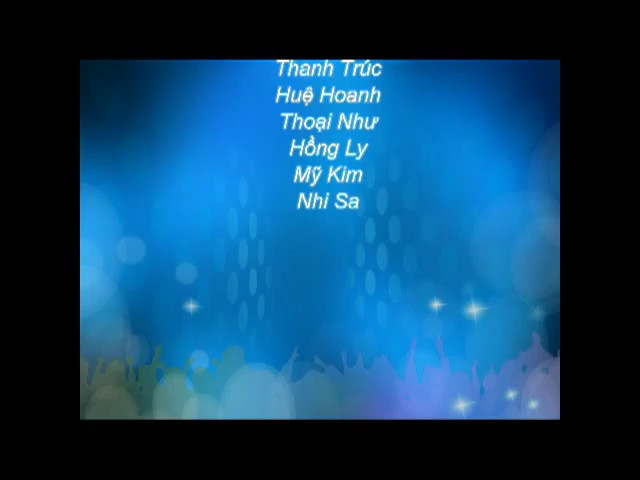 Thanh Trúc
Huệ Hoanh
Thoại Như
Hồng Ly
Mỹ Kim
Nhi Sa